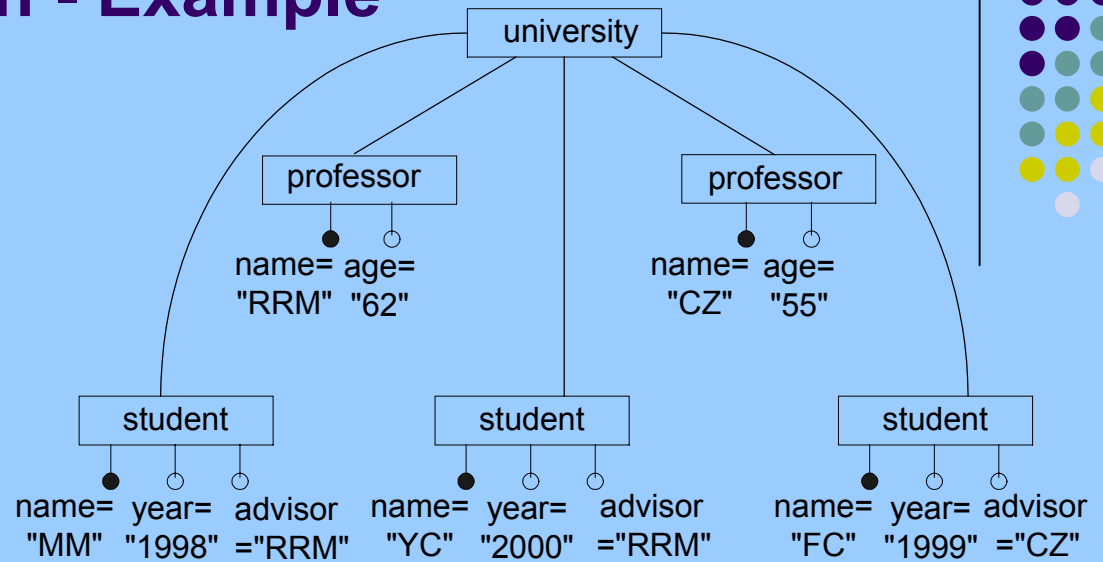 n - Example
university
professor
professor
name= age=
"RRM" "62"
name= age=
"CZ" "55"
student
student
student
name= year= advisor
"MM" "1998" ="RRM"
name= year= advisor
"YC" "2000" ="RRM"
name= year= advisor
"FC" "1999" ="CZ"